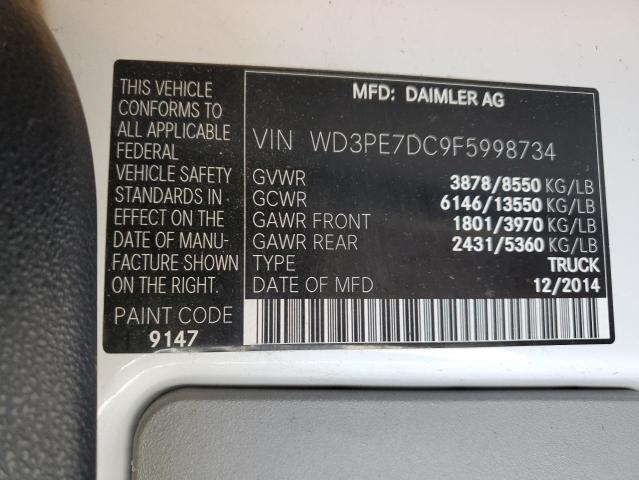 THIS VEHICLE
CONFORMS TO
ALL APPLICABLE
FEDERAL
VEHICLE SAFETY
STANDARDS IN
EFFECT ON THE
DATE OF MANU-
FACTURE SHOWN
ON THE RIGHT.
PAINT CODE
9147
MFD: DAIMLER AG
VIN WD3PE7DC9F5998734
GVWR 3878/8550 KG/LB
GCWR 6146/13550 KG/LB
GAWR FRONT 1801/3970 KG/LB
GAWR REAR 2431/5360 KG/LB
TYPE TRUCK
DATE OF MFD 12/2014